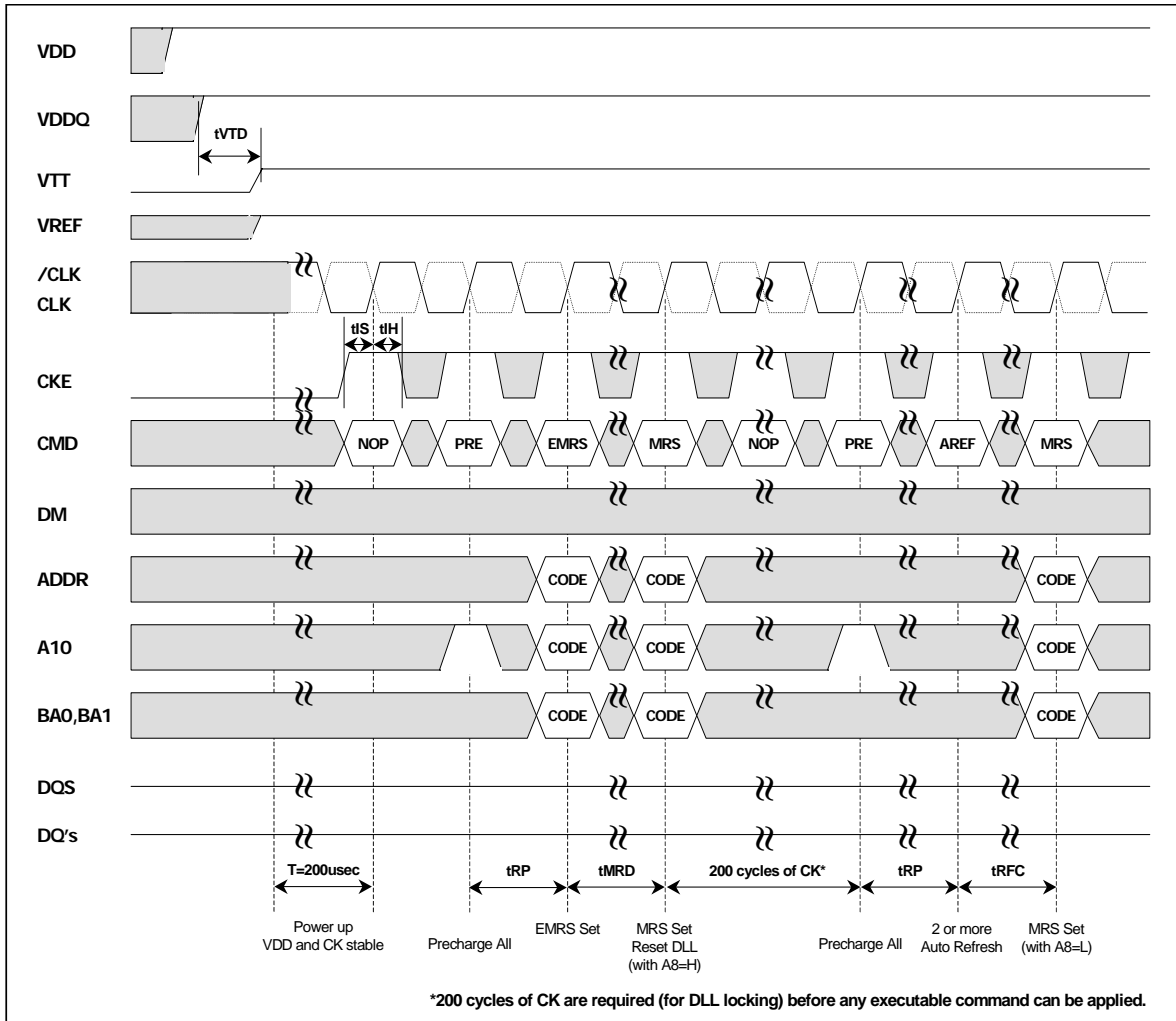 VDD
VDDQ
tVTD
VTT
VREF
/CLK
CLK
tIS tIH
CKE
CMD NOP PRE EMRS MRS NOP PRE AREF MRS
DM
ADDR CODE CODE CODE
A10 CODE CODE CODE
BA0,BA1 CODE CODE CODE
DQS
DQ's
T=200usec tRP tMRD 200 cycles of CK* tRP tRFC
Power up
VDD and CK stable
Precharge All
EMRS Set
MRS Set
Reset DLL
(with A8=H)
Precharge All
2 or more
Auto Refresh
MRS Set
(with A8=L)
*200 cycles of CK are required (for DLL locking) before any executable command can be applied.